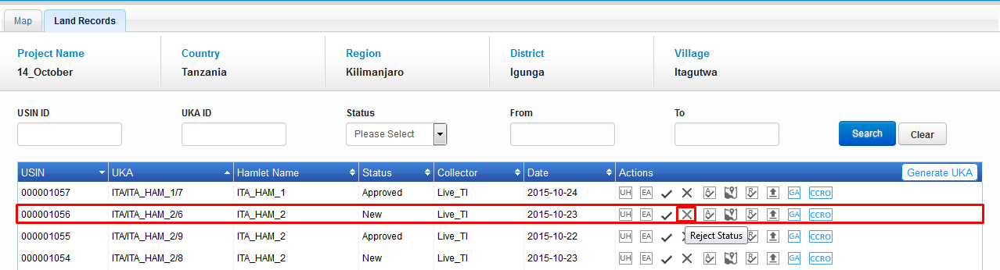 Map Land Records
Project Name Country Region District Village
14_October Tanzania Kilimanjaro Igunga Itagutwa
USIN ID UKA ID Status From To
Please Select Search Clear
USIN UKA Hamlet Name Status Collector Date Actions Generate UKA
000001057 ITA/ITA_HAM_1/7 ITA_HAM_1 Approved Live_TI 2015-10-24 UH EA A R GA CCRO
000001056 ITA/ITA_HAM_2/6 ITA_HAM_2 New Live_TI 2015-10-23 UH EA A R GA CCRO
000001055 ITA/ITA_HAM_2/9 ITA_HAM_2 Approved Live_TI 2015-10-22 UH EA Reject Status R GA CCRO
000001054 ITA/ITA_HAM_2/8 ITA_HAM_2 New Live_TI 2015-10-23 UH EA A R GA CCRO